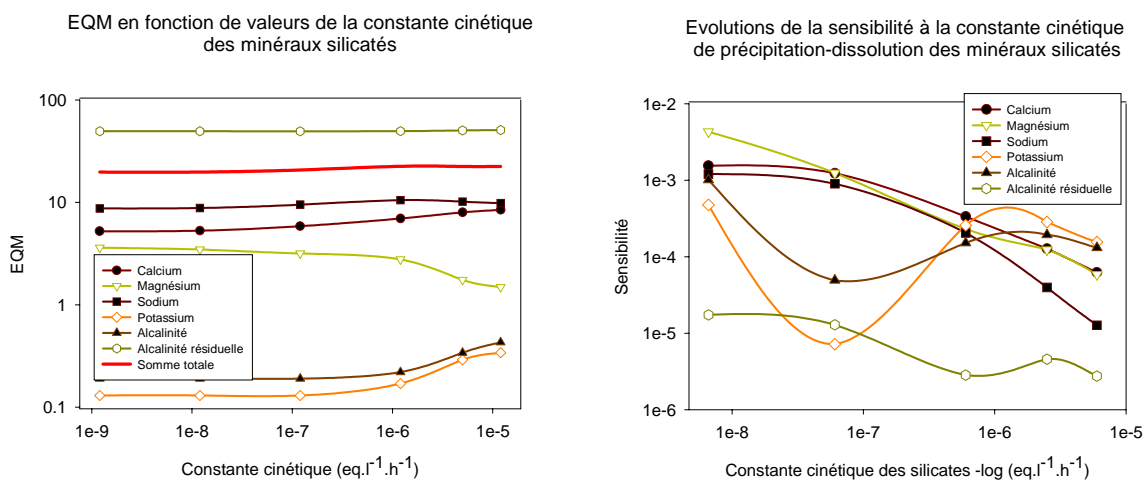 EQM en fonction de valeurs de la constante cinétique
des minéraux silicatés
100
10
1
0.1
EQM
Calcium
Magnésium
Sodium
Potassium
Alcalinité
Alcalinité résiduelle
Somme totale
1e-9 1e-8 1e-7 1e-6 1e-5
Constante cinétique (eq.l-1.h-1)
Evolutions de la sensibilité à la constante cinétique
de précipitation-dissolution des minéraux silicatés
1e-2
1e-3
1e-4
1e-5
1e-6
Sensibilité
Calcium
Magnésium
Sodium
Potassium
Alcalinité
Alcalinité résiduelle
1e-8 1e-7 1e-6 1e-5
Constante cinétique des silicates -log (eq.l-1.h-1)